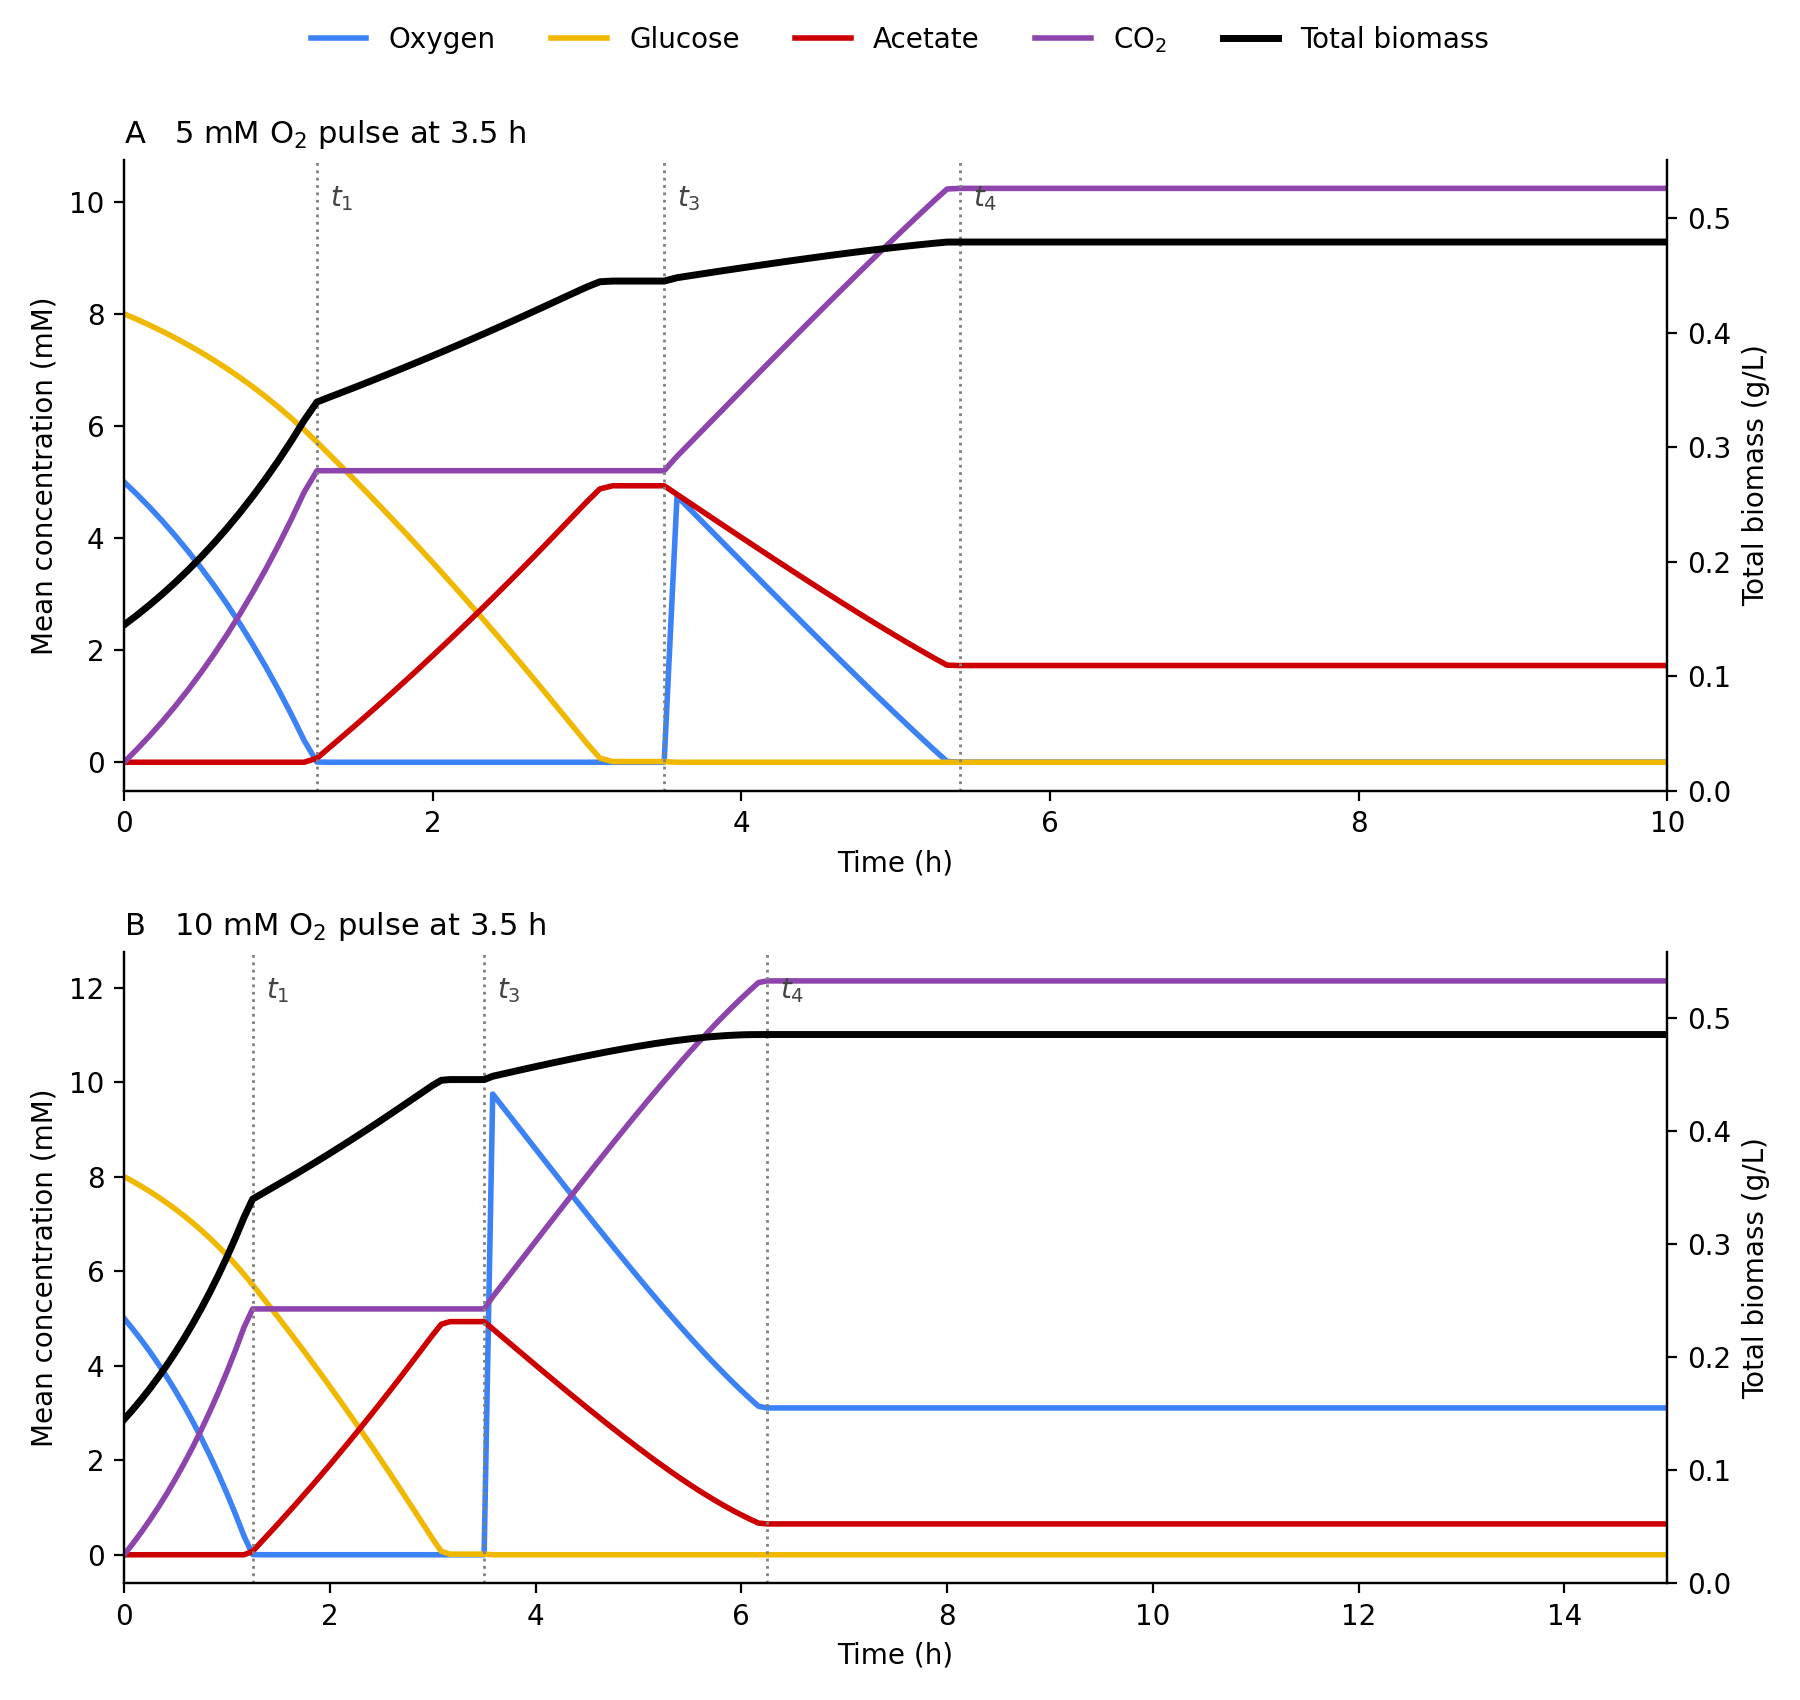 Oxygen Glucose Acetate CO₂ Total biomass
A 5 mM O₂ pulse at 3.5 h
t₁ t₃ t₄
10
8
6
4
2
0
Mean concentration (mM)
0.5
0.4
0.3
0.2
0.1
0.0
Total biomass (g/L)
0 2 4 6 8 10
Time (h)
B 10 mM O₂ pulse at 3.5 h
t₁ t₃ t₄
12
10
8
6
4
2
0
Mean concentration (mM)
0.5
0.4
0.3
0.2
0.1
0.0
Total biomass (g/L)
0 2 4 6 8 10 12 14
Time (h)